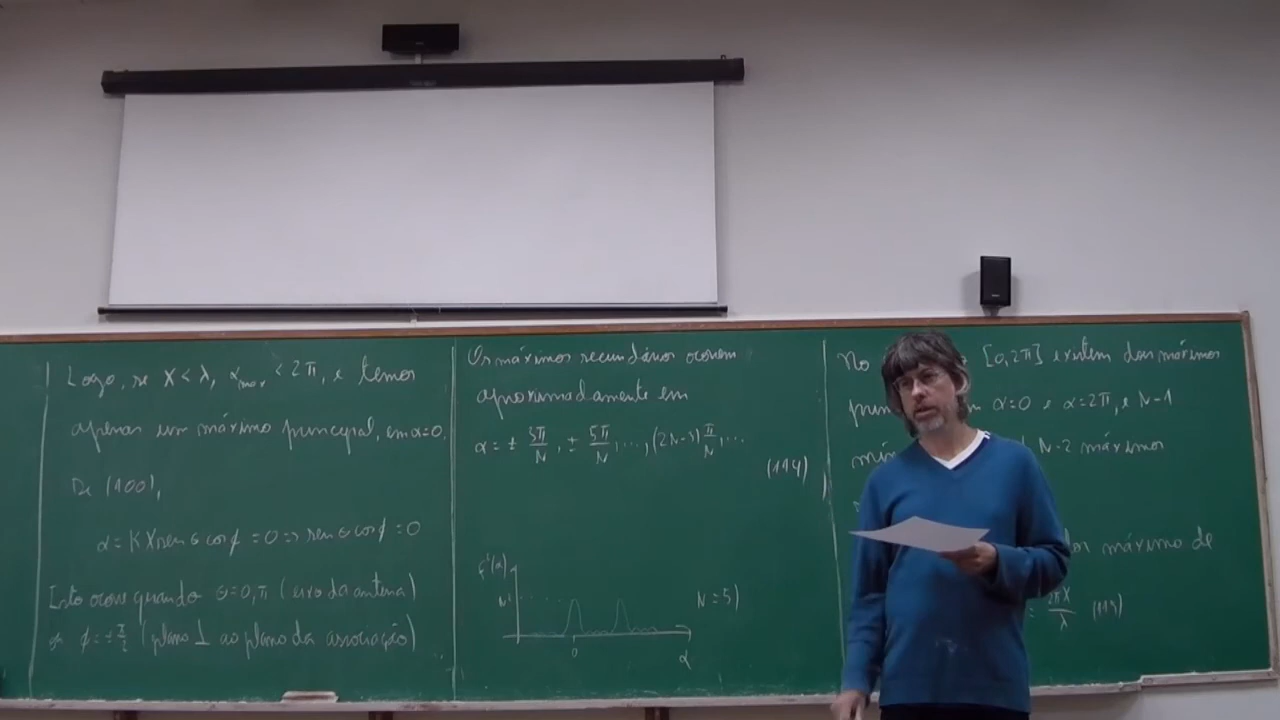 Logo, se X < λ, αmax < 2π, e temos
apenas um máximo principal, em α=0.
De (100),
α = K X sen θ cos φ = 0 => sen θ cos φ = 0
Isto ocorre quando θ = 0, π (eixo da antena)
φ = ± π/2 (plano ⊥ ao plano da associação)
Os máximos secundários ocorrem
aproximadamente em
α = ± 3π/N, ± 5π/N, ..., (2N-3) π/N, ...
(114)
N²
N = 5)
0
α
No [0, 2π] existem dois máximos
α=0 e α=2π, e N-1
N-2 máximos
máximo de
= 2πX/λ (115)